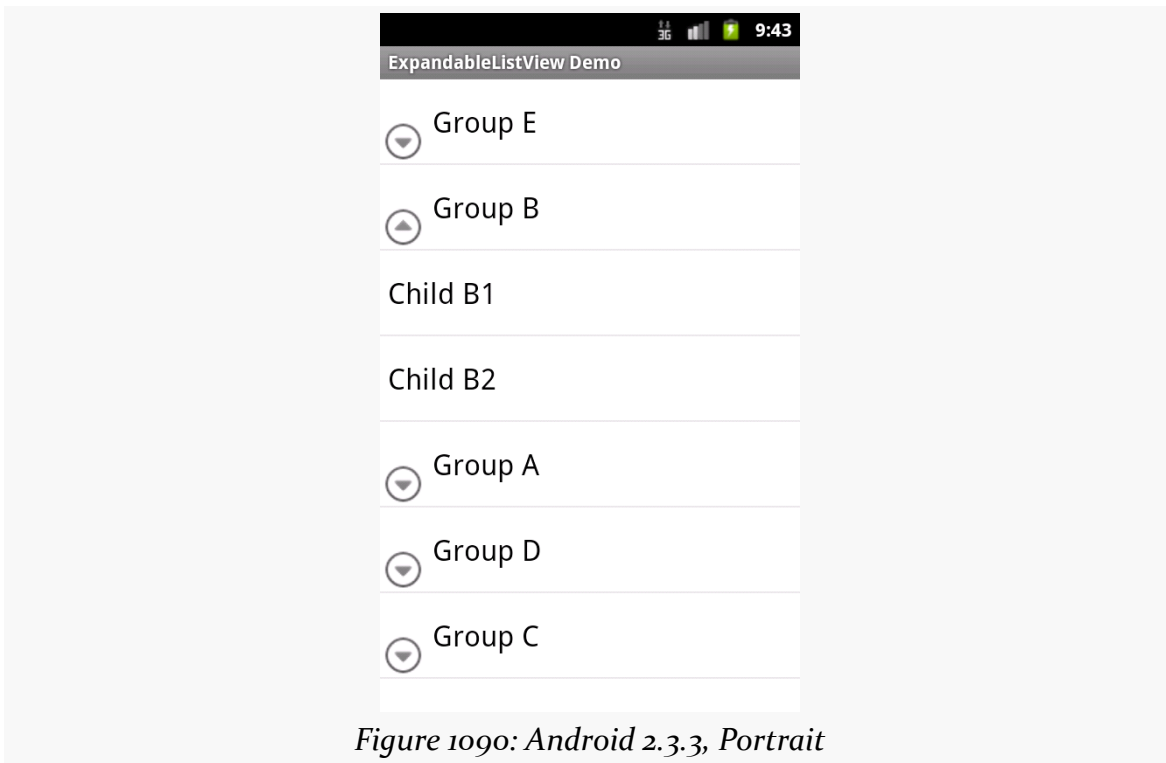 3G 9:43
ExpandableListView Demo
Group E
Group B
Child B1
Child B2
Group A
Group D
Group C
Figure 1090: Android 2.3.3, Portrait